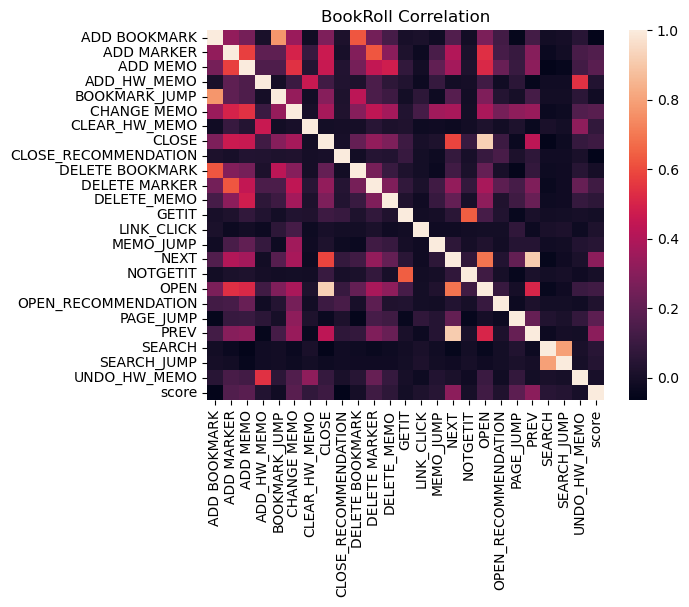 BookRoll Correlation
ADD BOOKMARK
ADD MARKER
ADD MEMO
ADD_HW_MEMO
BOOKMARK_JUMP
CHANGE MEMO
CLEAR_HW_MEMO
CLOSE
CLOSE_RECOMMENDATION
DELETE BOOKMARK
DELETE MARKER
DELETE_MEMO
GETIT
LINK_CLICK
MEMO_JUMP
NEXT
NOTGETIT
OPEN
OPEN_RECOMMENDATION
PAGE_JUMP
PREV
SEARCH
SEARCH_JUMP
UNDO_HW_MEMO
score
ADD BOOKMARK
ADD MARKER
ADD MEMO
ADD_HW_MEMO
BOOKMARK_JUMP
CHANGE MEMO
CLEAR_HW_MEMO
CLOSE
CLOSE_RECOMMENDATION
DELETE BOOKMARK
DELETE MARKER
DELETE_MEMO
GETIT
LINK_CLICK
MEMO_JUMP
NEXT
NOTGETIT
OPEN
OPEN_RECOMMENDATION
PAGE_JUMP
PREV
SEARCH
SEARCH_JUMP
UNDO_HW_MEMO
score
1.0
0.8
0.6
0.4
0.2
0.0